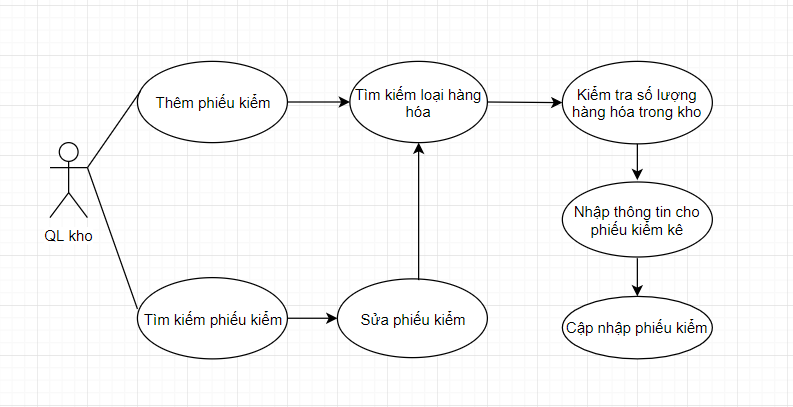 Thêm phiếu kiểm
Tìm kiếm loại hàng
hóa
Kiểm tra số lượng
hàng hóa trong kho
QL kho
Nhập thông tin cho
phiếu kiểm kê
Tìm kiếm phiếu kiểm
Sửa phiếu kiểm
Cập nhập phiếu kiểm